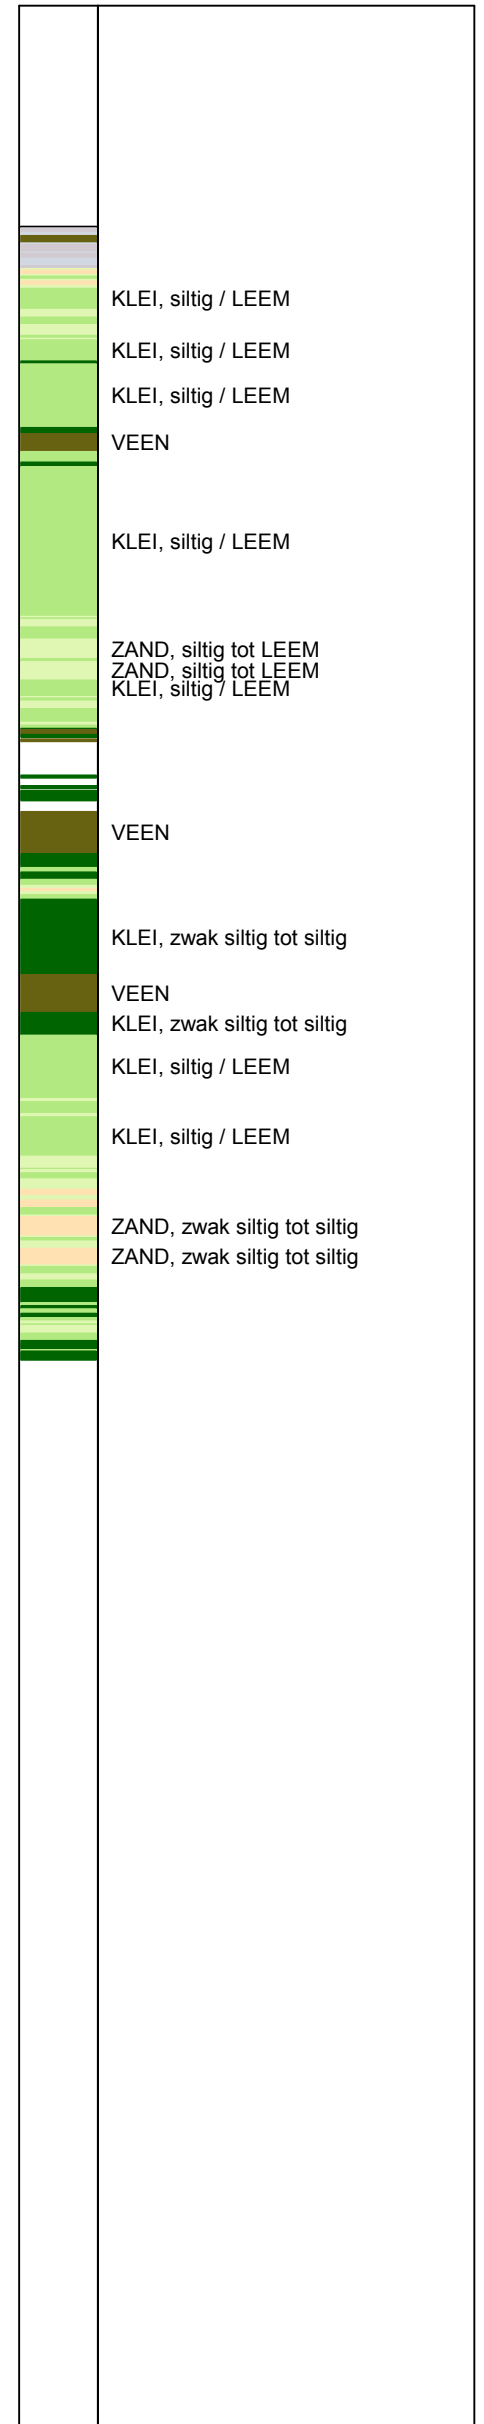 KLEI, siltig / LEEM
KLEI, siltig / LEEM
KLEI, siltig / LEEM
VEEN
KLEI, siltig / LEEM
ZAND, siltig tot LEEM
ZAND, siltig tot LEEM
KLEI, siltig / LEEM
VEEN
KLEI, zwak siltig tot siltig
VEEN
KLEI, zwak siltig tot siltig
KLEI, siltig / LEEM
KLEI, siltig / LEEM
ZAND, zwak siltig tot siltig
ZAND, zwak siltig tot siltig